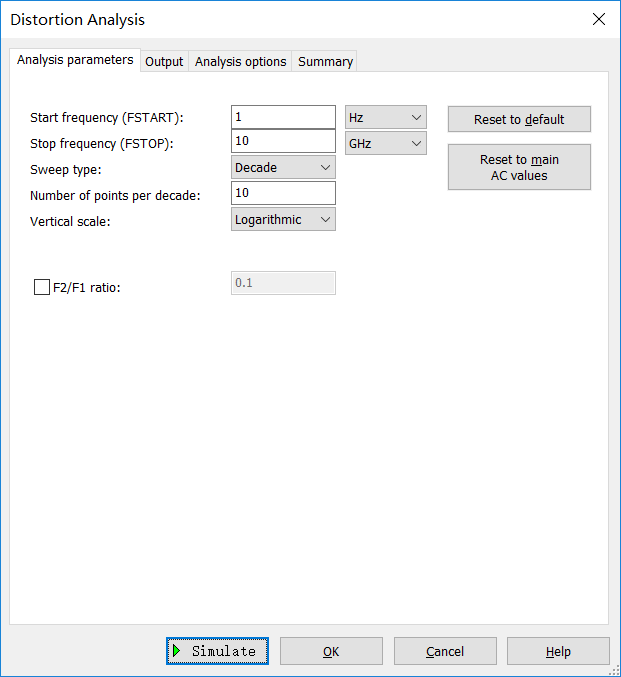 Distortion Analysis
Analysis parameters Output Analysis options Summary
Start frequency (FSTART): 1 Hz Reset to default
Stop frequency (FSTOP): 10 GHz
Sweep type: Decade Reset to main
AC values
Number of points per decade: 10
Vertical scale: Logarithmic
F2/F1 ratio: 0.1
Simulate OK Cancel Help